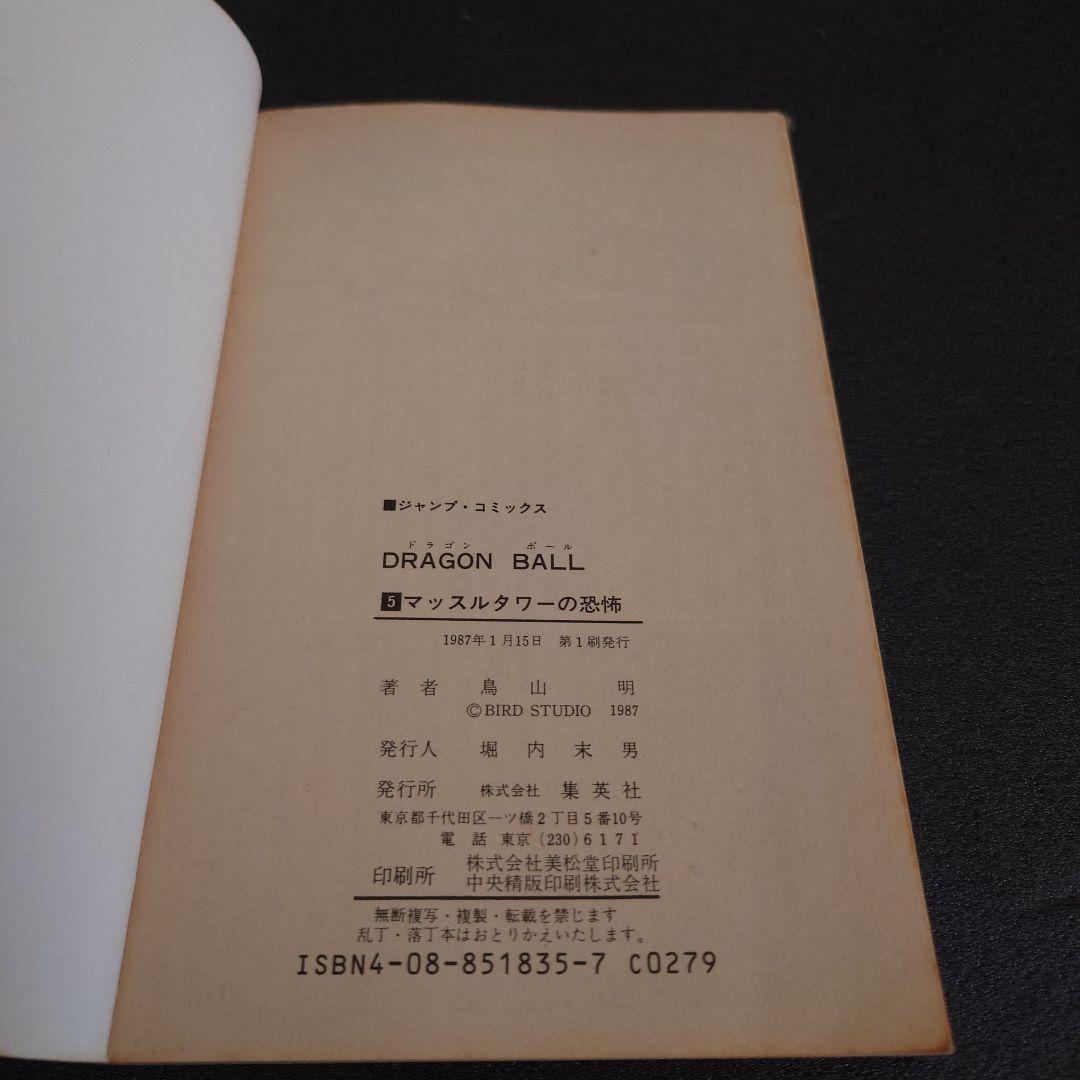 ■ジャンプ・コミックス
ドラゴン ボール
DRAGON BALL
5 マッスルタワーの恐怖
1987年1月15日 第1刷発行
著者 鳥山 明
©BIRD STUDIO 1987
発行人 堀内末男
発行所 株式会社 集英社
東京都千代田区一ツ橋2丁目5番10号
電話 東京(230)6171
印刷所 株式会社美松堂印刷所
中央精版印刷株式会社
無断複写・複製・転載を禁じます
乱丁・落丁本はおとりかえいたします。
ISBN4-08-851835-7 C0279